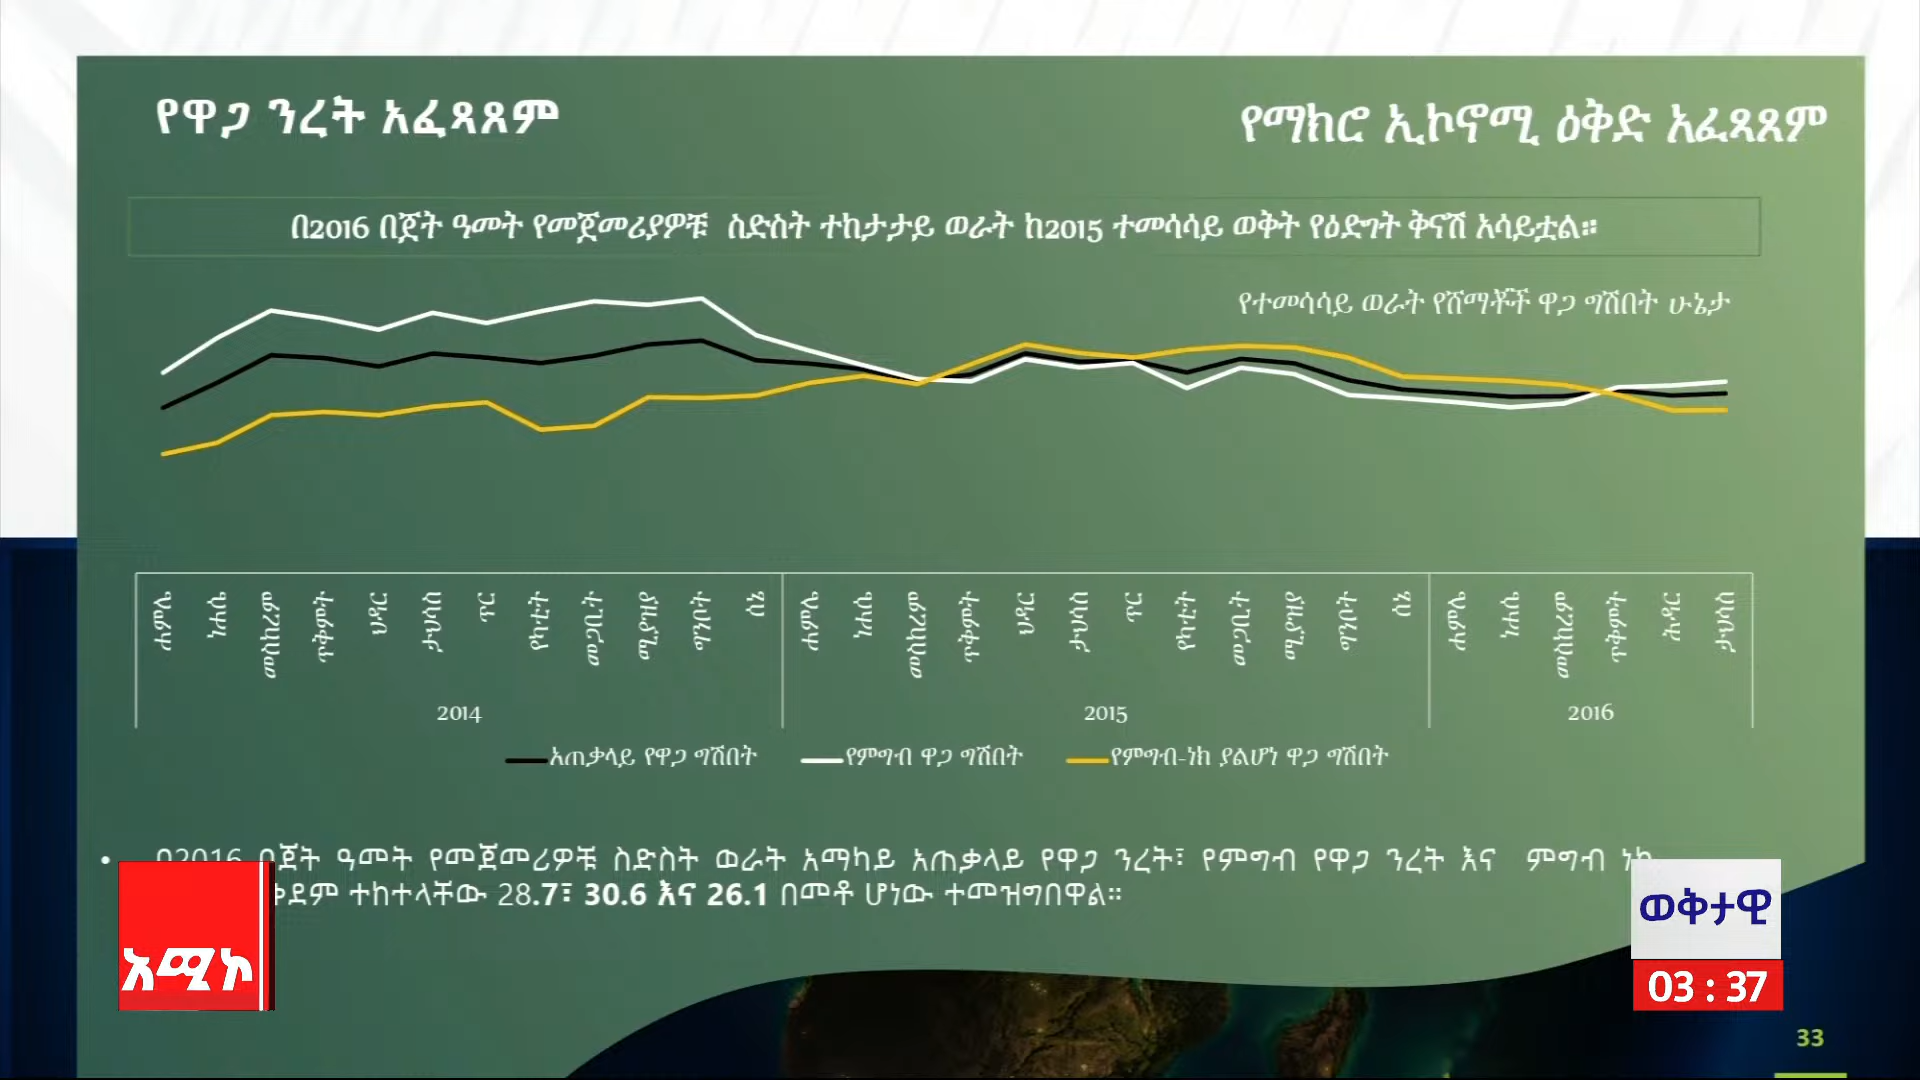 የዋጋ ንረት አፈጻጸም
የማክሮ ኢኮኖሚ ዕቅድ አፈጻጸም
በ2016 በጀት ዓመት የመጀመሪያዎቹ ስድስት ተከታታይ ወራት ከ2015 ተመሳሳይ ወቅት የዕድገት ቅናሽ አሳይቷል።
የተመሳሳይ ወራት የሸማቾች ዋጋ ግሽበት ሁኔታ
ሐምሌ ነሐሴ መስከረም ጥቅምት ህዳር ታህሳስ ጥር የካቲት መጋቢት ሚያዝያ ግንቦት ሰኔ ሐምሌ ነሐሴ መስከረም ጥቅምት ህዳር ታህሳስ ጥር የካቲት መጋቢት ሚያዝያ ግንቦት ሰኔ ሐምሌ ነሐሴ መስከረም ጥቅምት ሕዳር ታህሳስ
2014 2015 2016
አጠቃላይ የዋጋ ግሽበት የምግብ ዋጋ ግሽበት የምግብ-ነክ ያልሆነ ዋጋ ግሽበት
• በ2016 በጀት ዓመት የመጀመሪዎቹ ስድስት ወራት አማካይ አጠቃላይ የዋጋ ንረት፣ የምግብ የዋጋ ንረት እና ምግብ ነክ
ቀደም ተከተላቸው 28.7፣ 30.6 እና 26.1 በመቶ ሆነው ተመዝግበዋል።
አሚኮ
ወቅታዊ
03 : 37
33